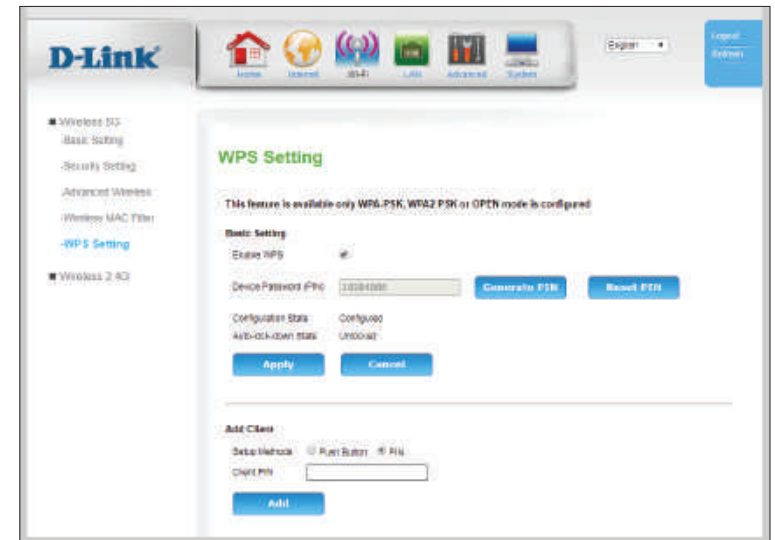 D-Link
Home Internet Wi-Fi LAN Advanced System
English
Logout
Refresh
Wireless 5G
-Basic Setting
-Security Setting
-Advanced Wireless
-Wireless MAC Filter
-WPS Setting
Wireless 2.4G
WPS Setting
This feature is available only WPA-PSK, WPA2 PSK or OPEN mode is configured
Basic Setting
Enable WPS
Device Password (Pin) Generate PIN Reset PIN
Configuration State Configured
Auto-lock-down State Unlocked
Apply Cancel
Add Client
Setup Methods Push Button PIN
Client PIN
Add